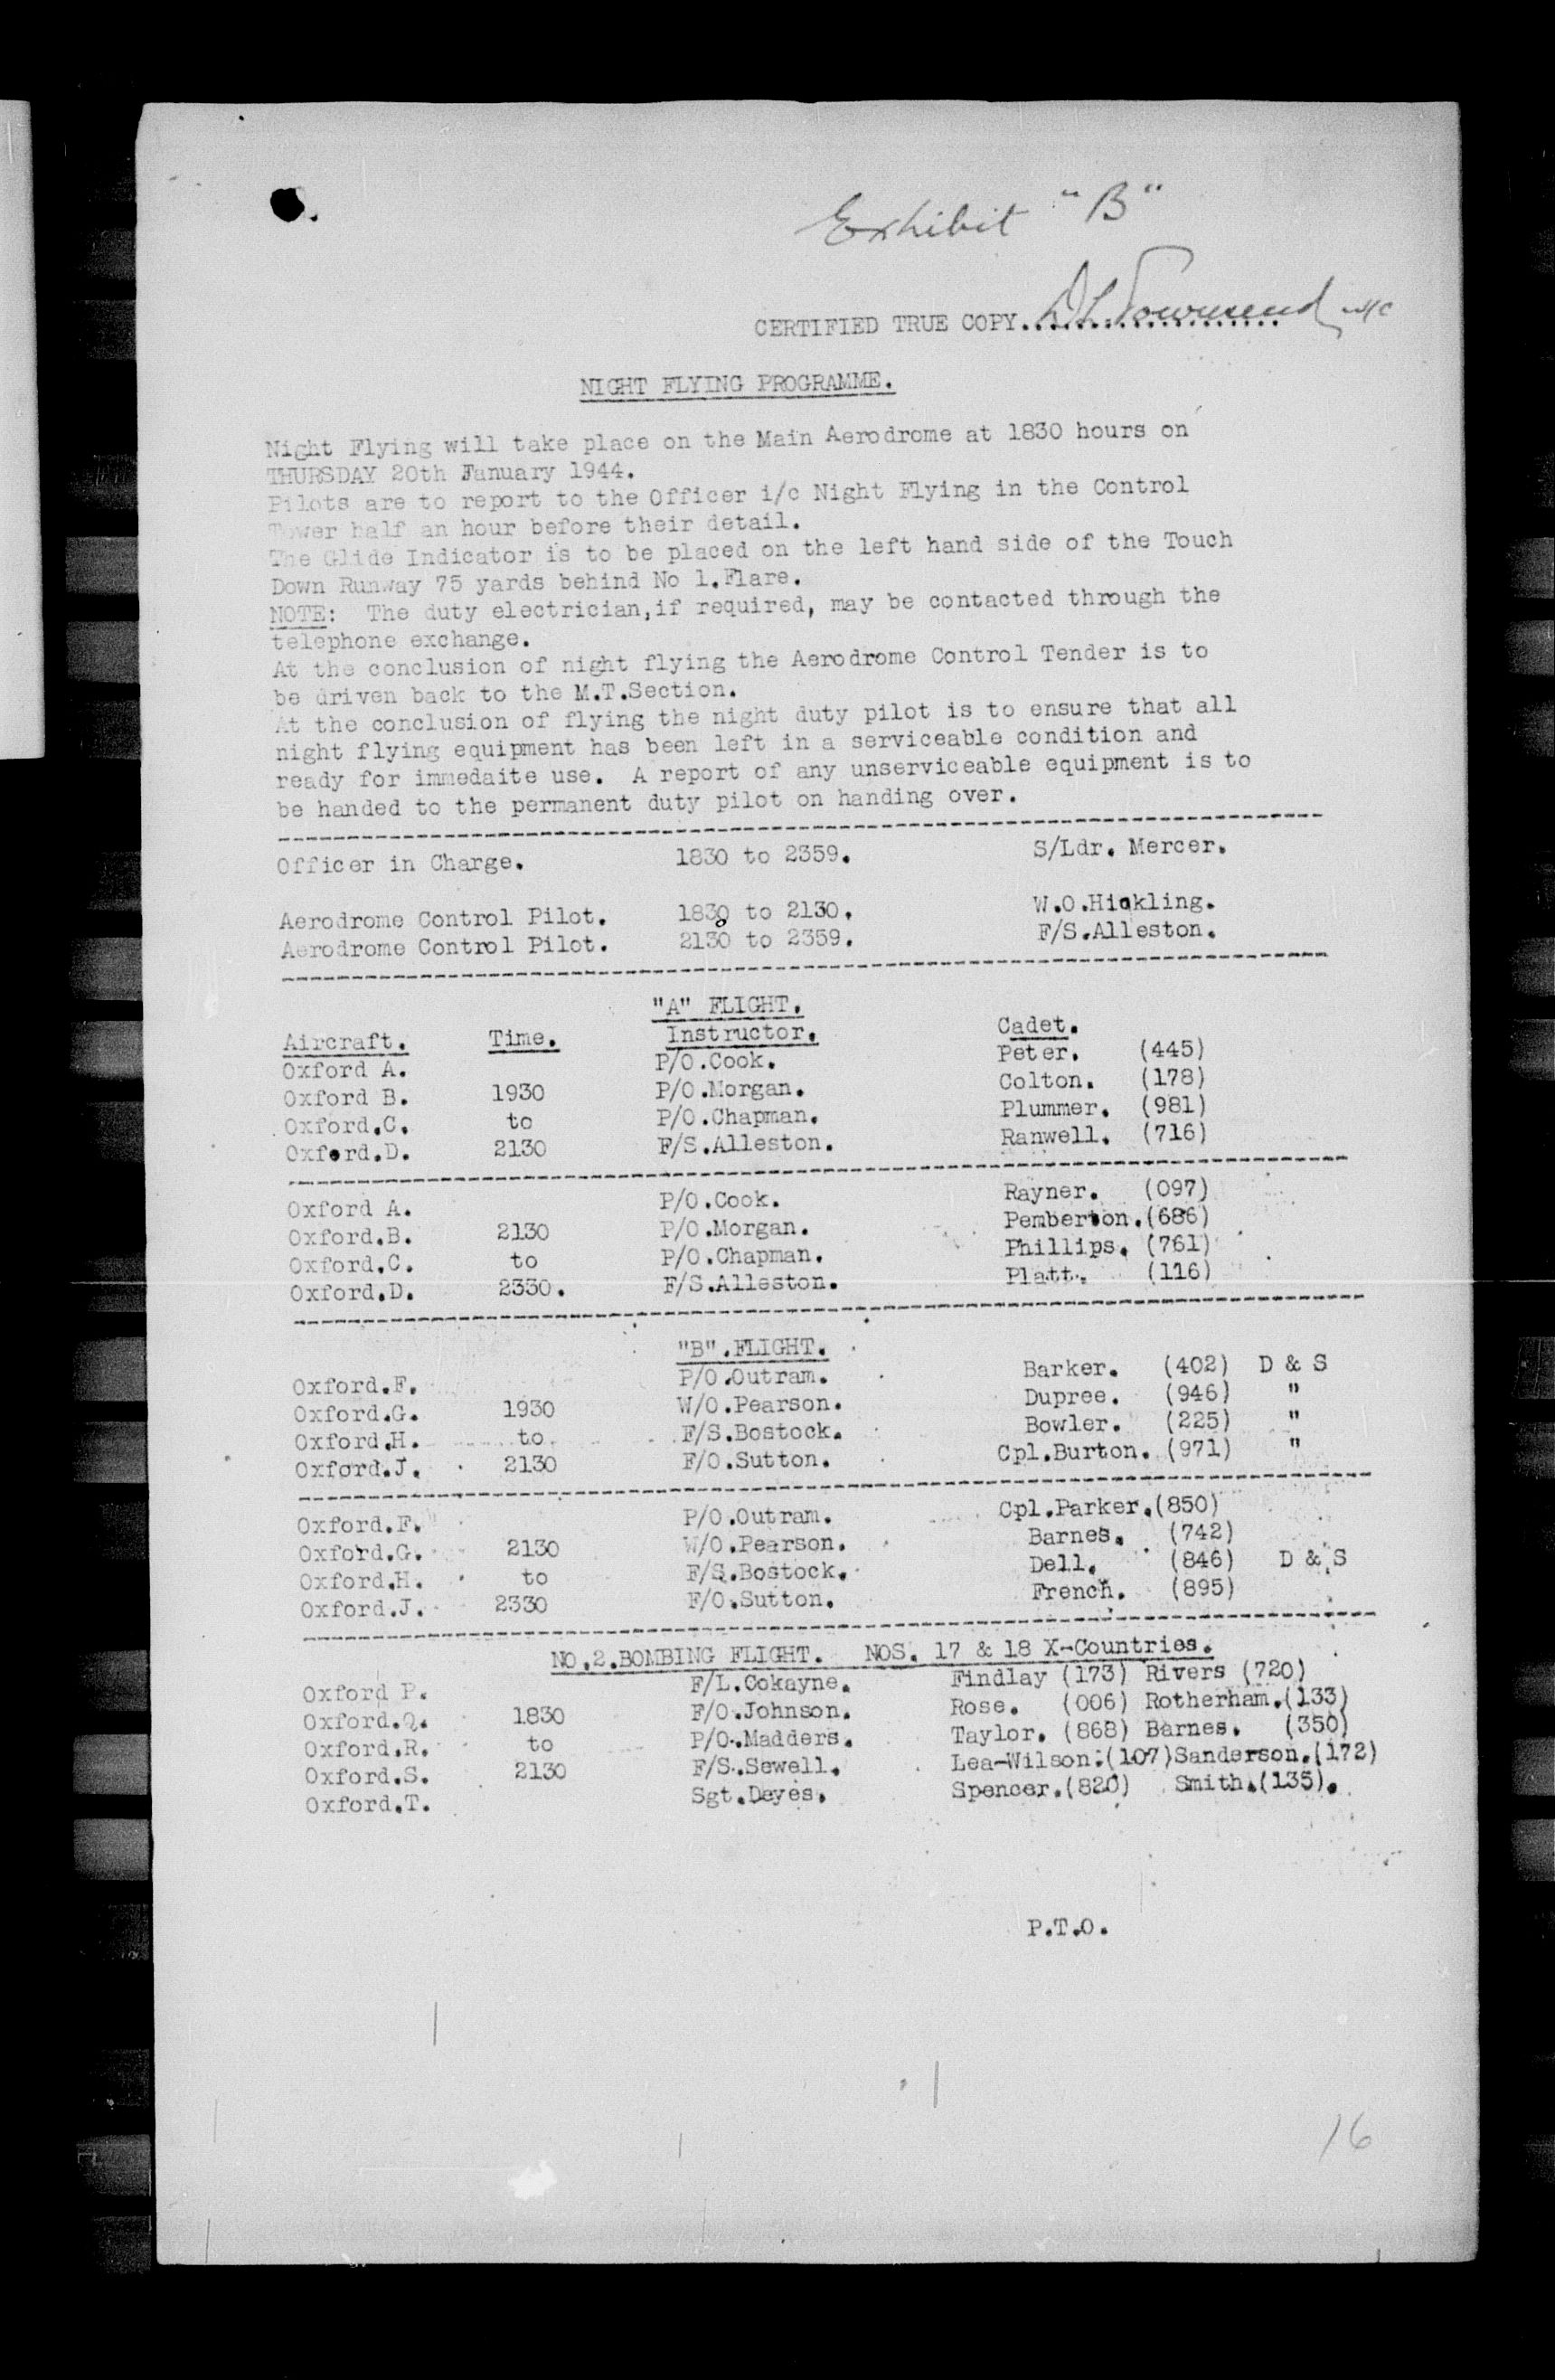 Exhibit "B"
CERTIFIED TRUE COPY. D L Townsend W/C
NIGHT FLYING PROGRAMME.
Night Flying will take place on the Main Aerodrome at 1830 hours on
THURSDAY 20th Fanuary 1944.
Pilots are to report to the Officer i/c Night Flying in the Control
Tower half an hour before their detail.
The Glide Indicator is to be placed on the left hand side of the Touch
Down Runway 75 yards behind No 1.Flare.
NOTE: The duty electrician,if required, may be contacted through the
telephone exchange.
At the conclusion of night flying the Aerodrome Control Tender is to
be driven back to the M.T.Section.
At the conclusion of flying the night duty pilot is to ensure that all
night flying equipment has been left in a serviceable condition and
ready for immedaite use. A report of any unserviceable equipment is to
be handed to the permanent duty pilot on handing over.
Officer in Charge. 1830 to 2359. S/Ldr. Mercer.
Aerodrome Control Pilot. 1830 to 2130. W.O.Hickling.
Aerodrome Control Pilot. 2130 to 2359. F/S.Alleston.
"A" FLIGHT.
Aircraft. Time. Instructor. Cadet.
Oxford A. P/O.Cook. Peter. (445)
Oxford B. 1930 P/O.Morgan. Colton. (178)
Oxford.C. to P/O.Chapman. Plummer. (981)
Oxford.D. 2130 F/S.Alleston. Ranwell. (716)
Oxford A. P/O.Cook. Rayner. (097)
Oxford.B. 2130 P/O.Morgan. Pemberton.(686)
Oxford.C. to P/O.Chapman. Phillips. (761)
Oxford.D. 2330. F/S.Alleston. Platt. (116)
"B".FLIGHT.
Oxford.F. P/O.Outram. Barker. (402) D & S
Oxford.G. 1930 W/O.Pearson. Dupree. (946) "
Oxford.H. to F/S.Bostock. Bowler. (225) "
Oxford.J. 2130 F/O.Sutton. Cpl.Burton. (971) "
Oxford.F. P/O.Outram. Cpl.Parker.(850)
Oxford.G. 2130 W/O.Pearson. Barnes. (742)
Oxford.H. to F/S.Bostock. Dell. (846) D & S
Oxford.J. 2330 F/O.Sutton. French. (895)
NO.2.BOMBING FLIGHT. NOS. 17 & 18 X-Countries.
Oxford P. F/L.Cokayne. Findlay (173) Rivers (720)
Oxford.Q. 1830 F/O.Johnson. Rose. (006) Rotherham.(133)
Oxford.R. to P/O.Madders. Taylor. (868) Barnes. (350)
Oxford.S. 2130 F/S.Sewell. Lea-Wilson.(107)Sanderson.(172)
Oxford.T. Sgt.Deyes. Spencer.(820) Smith.(135).
P.T.O.
16